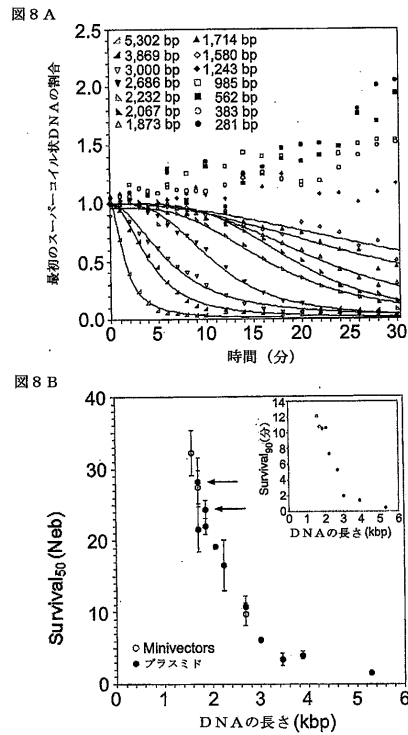 図8A
2.5
2.0
1.5
1.0
0.5
0.0
最初のスーパーコイル状DNAの割合
5,302 bp
3,869 bp
3,000 bp
2,686 bp
2,232 bp
2,067 bp
1,873 bp
1,714 bp
1,580 bp
1,243 bp
985 bp
562 bp
383 bp
281 bp
0 5 10 15 20 25 30
時間（分）
図8B
40
30
20
10
0
Survival50 (Neb)
Minivectors
プラスミド
0 1 2 3 4 5 6
DNAの長さ(kbp)
14
12
10
8
6
4
2
0
Survival90(分)
0 1 2 3 4 5 6
DNAの長さ(kbp)